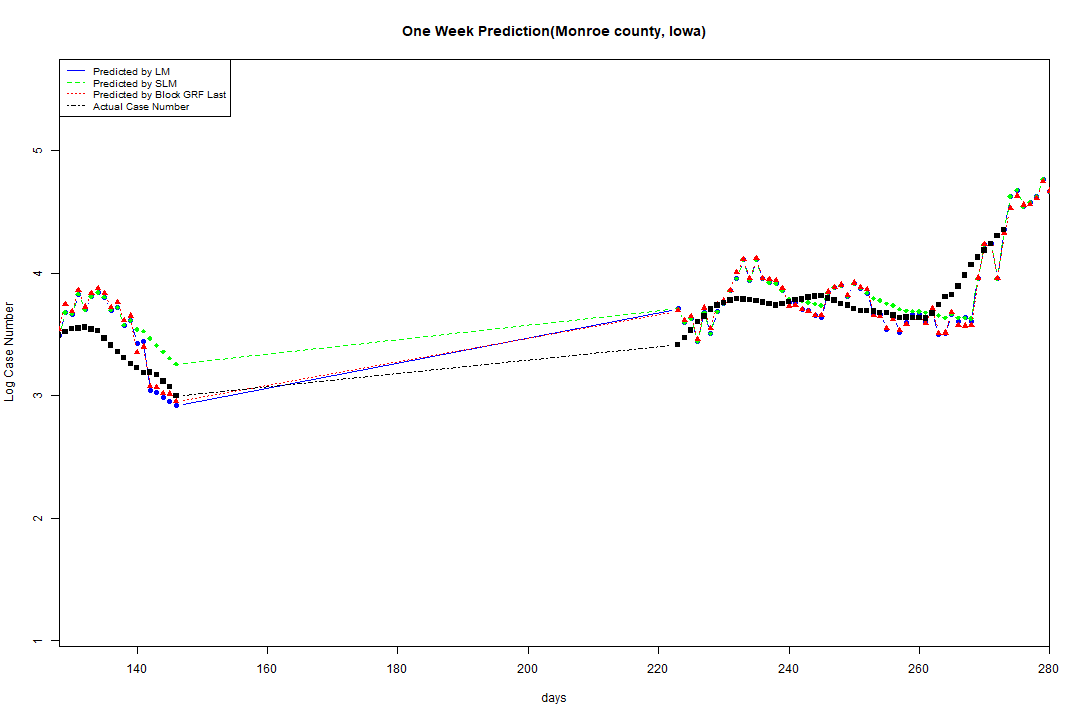 One Week Prediction(Monroe county, Iowa)
Predicted by LM
Predicted by SLM
Predicted by Block GRF Last
Actual Case Number
Log Case Number
5
4
3
2
1
140 160 180 200 220 240 260 280
days